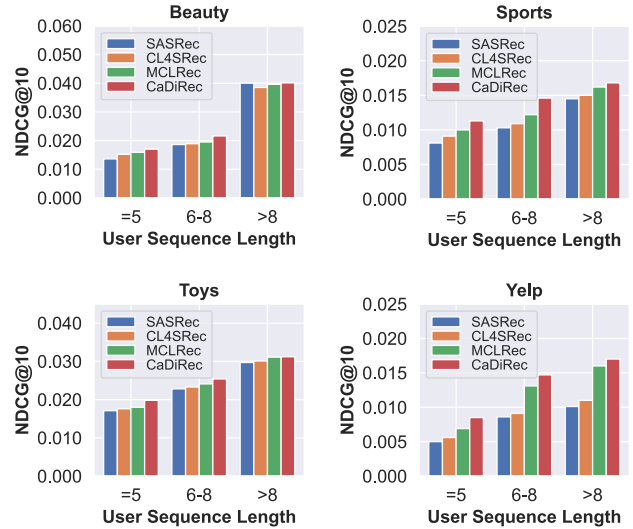 Beauty
NDCG@10
0.060
0.050
0.040
0.030
0.020
0.010
0.000
SASRec
CL4SRec
MCLRec
CaDiRec
=5 6-8 >8
User Sequence Length
Sports
NDCG@10
0.025
0.020
0.015
0.010
0.005
0.000
SASRec
CL4SRec
MCLRec
CaDiRec
=5 6-8 >8
User Sequence Length
Toys
NDCG@10
0.040
0.030
0.020
0.010
0.000
SASRec
CL4SRec
MCLRec
CaDiRec
=5 6-8 >8
User Sequence Length
Yelp
NDCG@10
0.025
0.020
0.015
0.010
0.005
0.000
SASRec
CL4SRec
MCLRec
CaDiRec
=5 6-8 >8
User Sequence Length